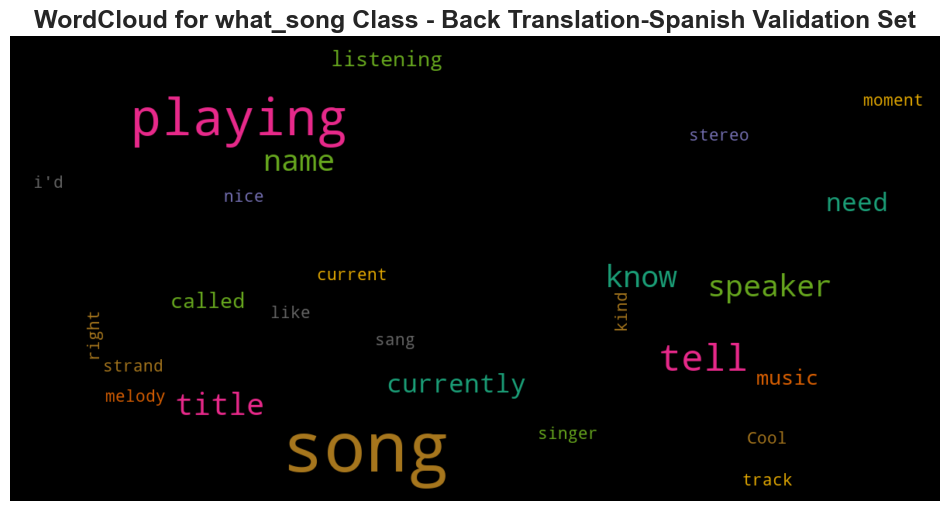 WordCloud for what_song Class - Back Translation-Spanish Validation Set
listening
moment
playing
stereo
name
i'd
nice
need
current
know
speaker
called
like
kind
right
sang
tell
strand
music
currently
melody
title
singer
Cool
song
track